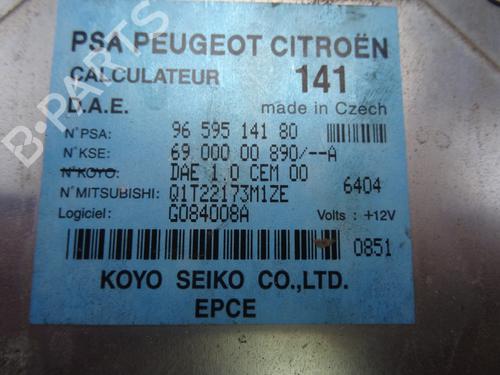 PSA PEUGEOT CITROËN
CALCULATEUR 141
D.A.E. made in Czech
N°PSA: 96 595 141 80
N°KSE: 69 000 00 890/--A
N°KOYO: DAE 1.0 CEM 00
N°MITSUBISHI: Q1T22173M1ZE 6404
Logiciel: G084008A Volts : +12V
0851
KOYO SEIKO CO.,LTD.
EPCE
B-PARTS